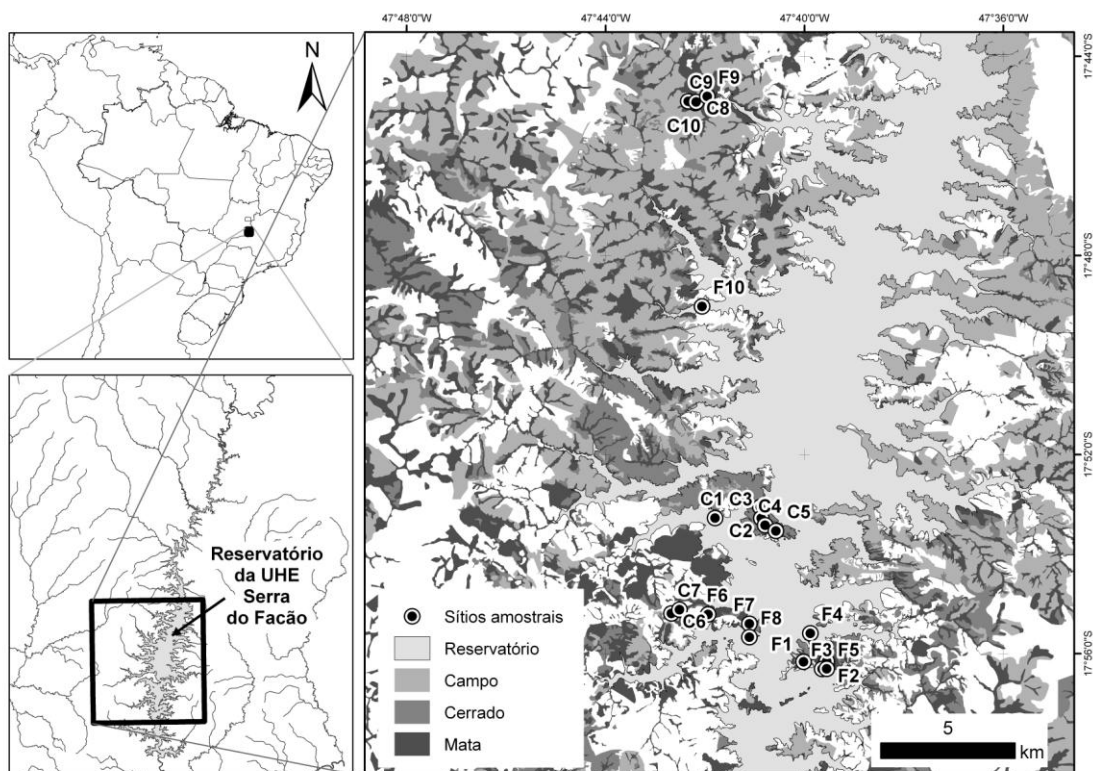 47°48'0"W 47°44'0"W 47°40'0"W 47°36'0"W
N
17°44'0"S
C9 F9
C8
C10
17°48'0"S
F10
17°52'0"S
C1 C3 C4 C5
C2
Reservatório
da UHE
Serra
do Facão
C7 F6 F7
C6 F8 F4
F1 F3 F5
F2
17°56'0"S
Sítios amostrais
Reservatório
Campo
Cerrado
Mata
5
km